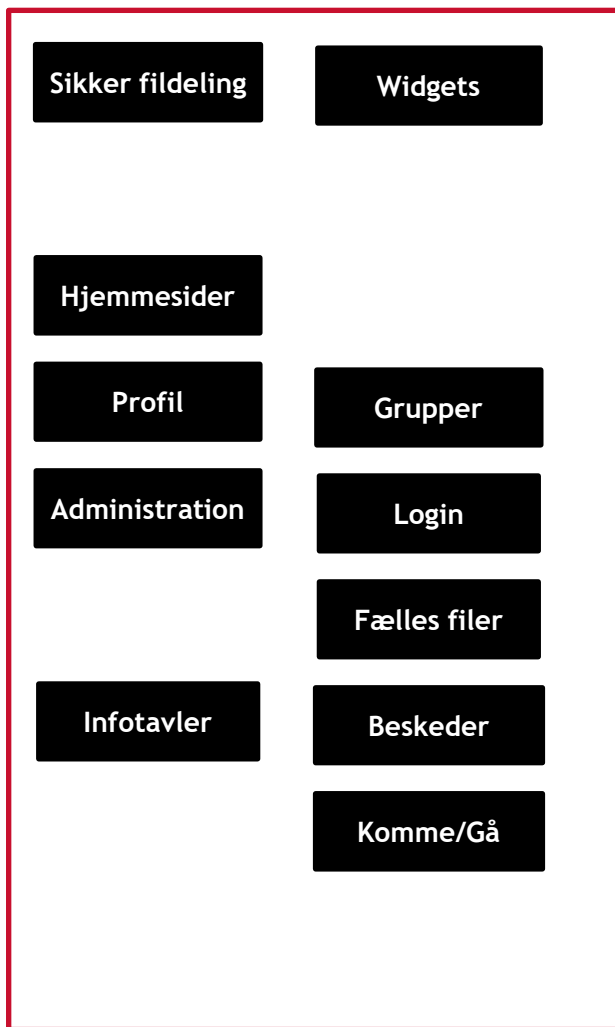 Sikker fildeling
Widgets
Hjemmesider
Profil
Grupper
Administration
Login
Fælles filer
Infotavler
Beskeder
Komme/Gå